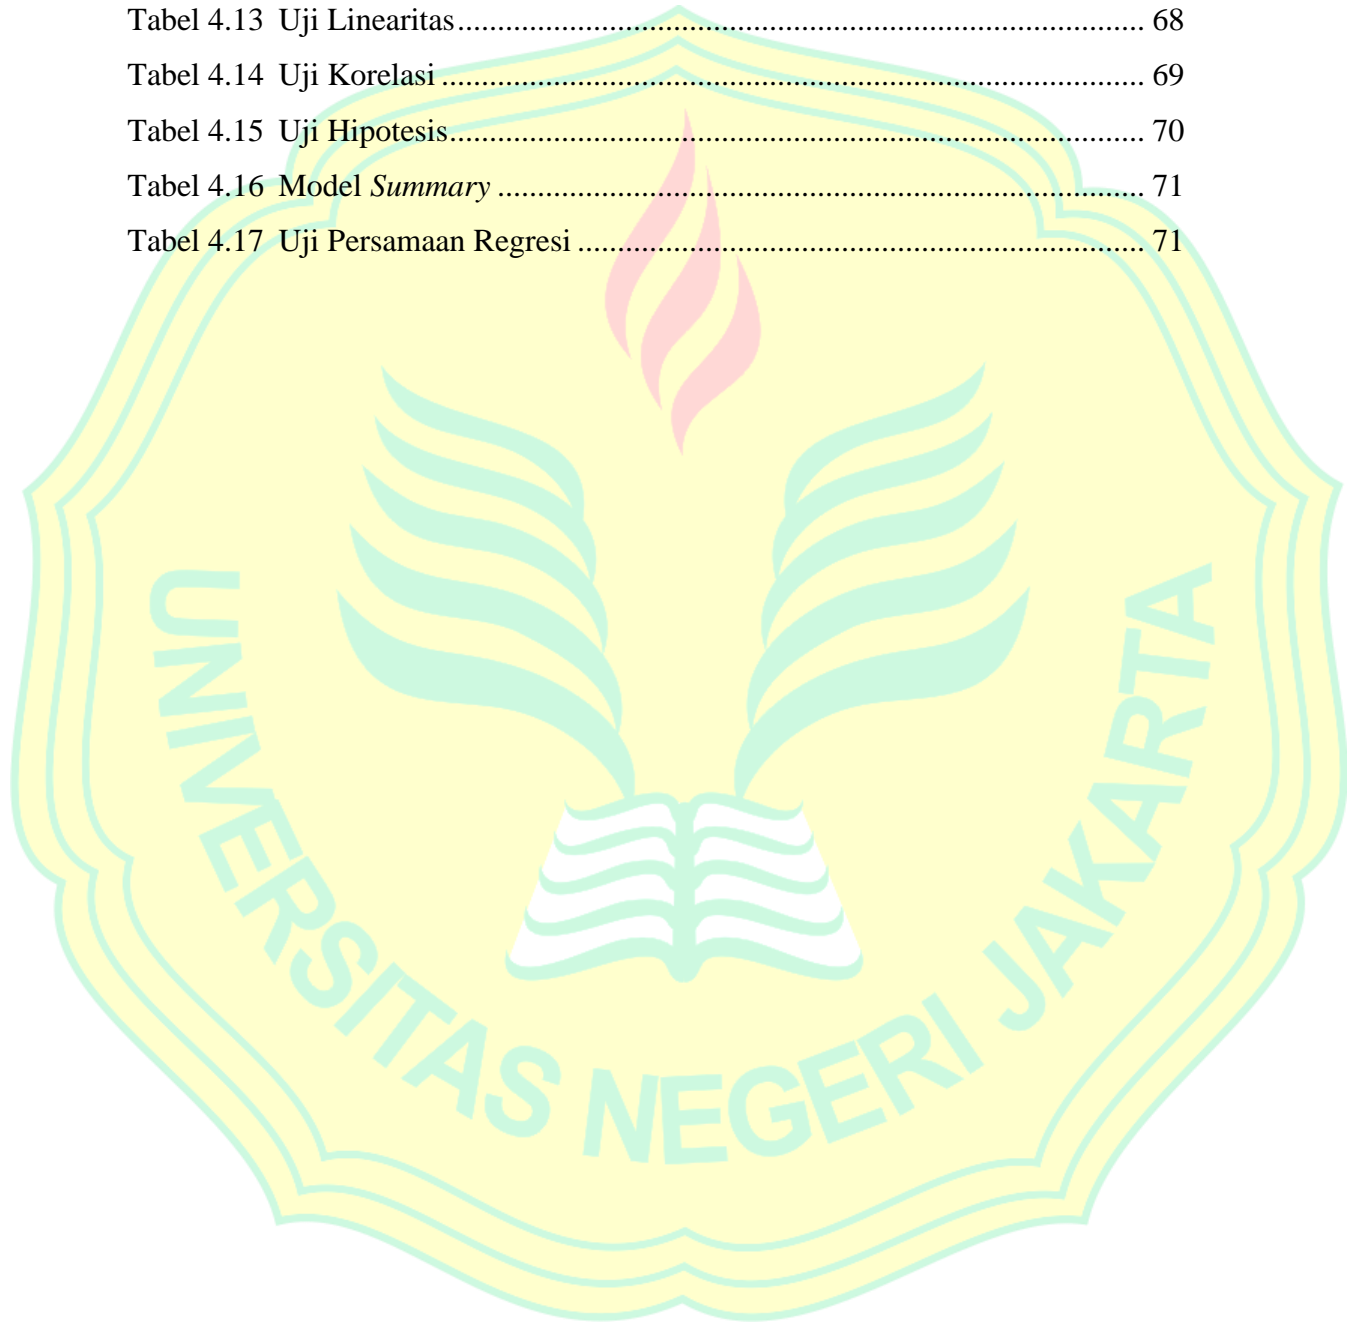 Tabel 4.13 Uji Linearitas...................................................................................... 68
Tabel 4.14 Uji Korelasi ........................................................................................ 69
Tabel 4.15 Uji Hipotesis....................................................................................... 70
Tabel 4.16 Model Summary ................................................................................. 71
Tabel 4.17 Uji Persamaan Regresi ....................................................................... 71
UNIVERSITAS NEGERI JAKARTA